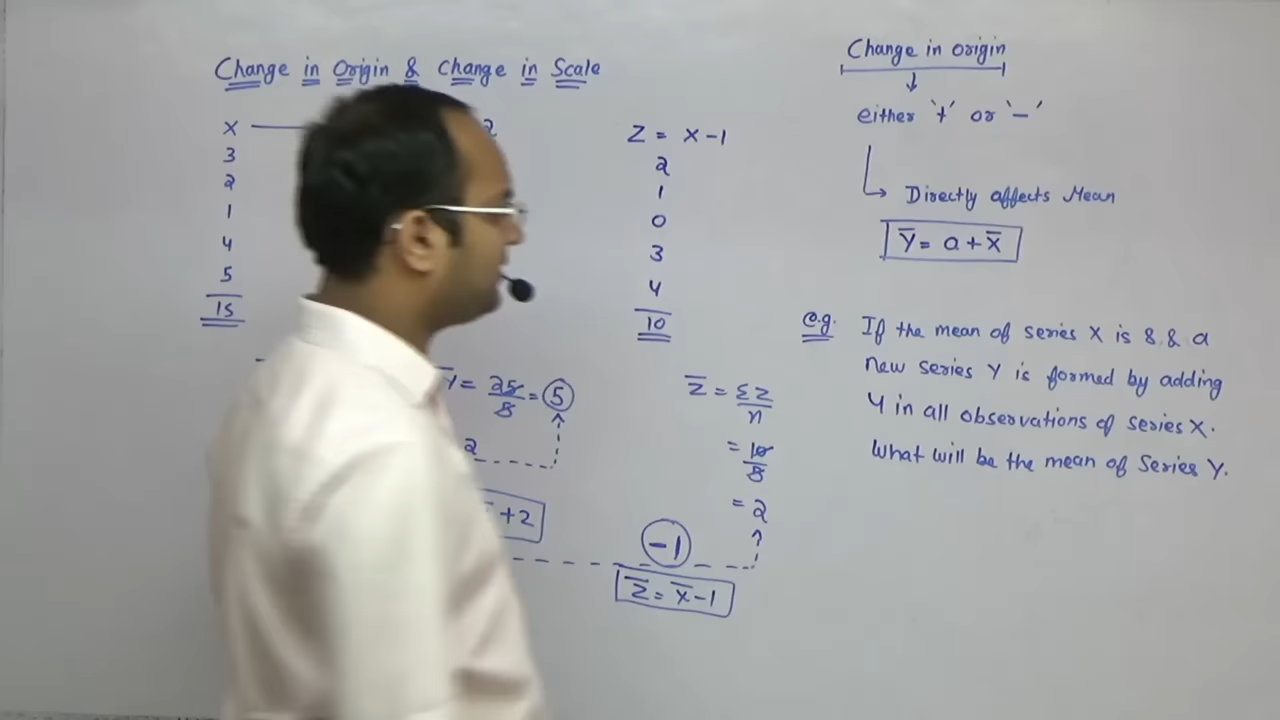 Change in Origin & Change in Scale
X
3
2
1
4
5
15
2
Y̅ = 25/5 = 5
2
+2
Z = X-1
2
1
0
3
4
10
Z̅ = ΣZ/n
= 10/5
= 2
-1
Z̅ = X̅-1
Change in origin
either '+' or '-'
Directly affects Mean
Y̅ = a+X̅
e.g. If the mean of series X is 8 & a
new series Y is formed by adding
4 in all observations of series X.
What will be the mean of Series Y.